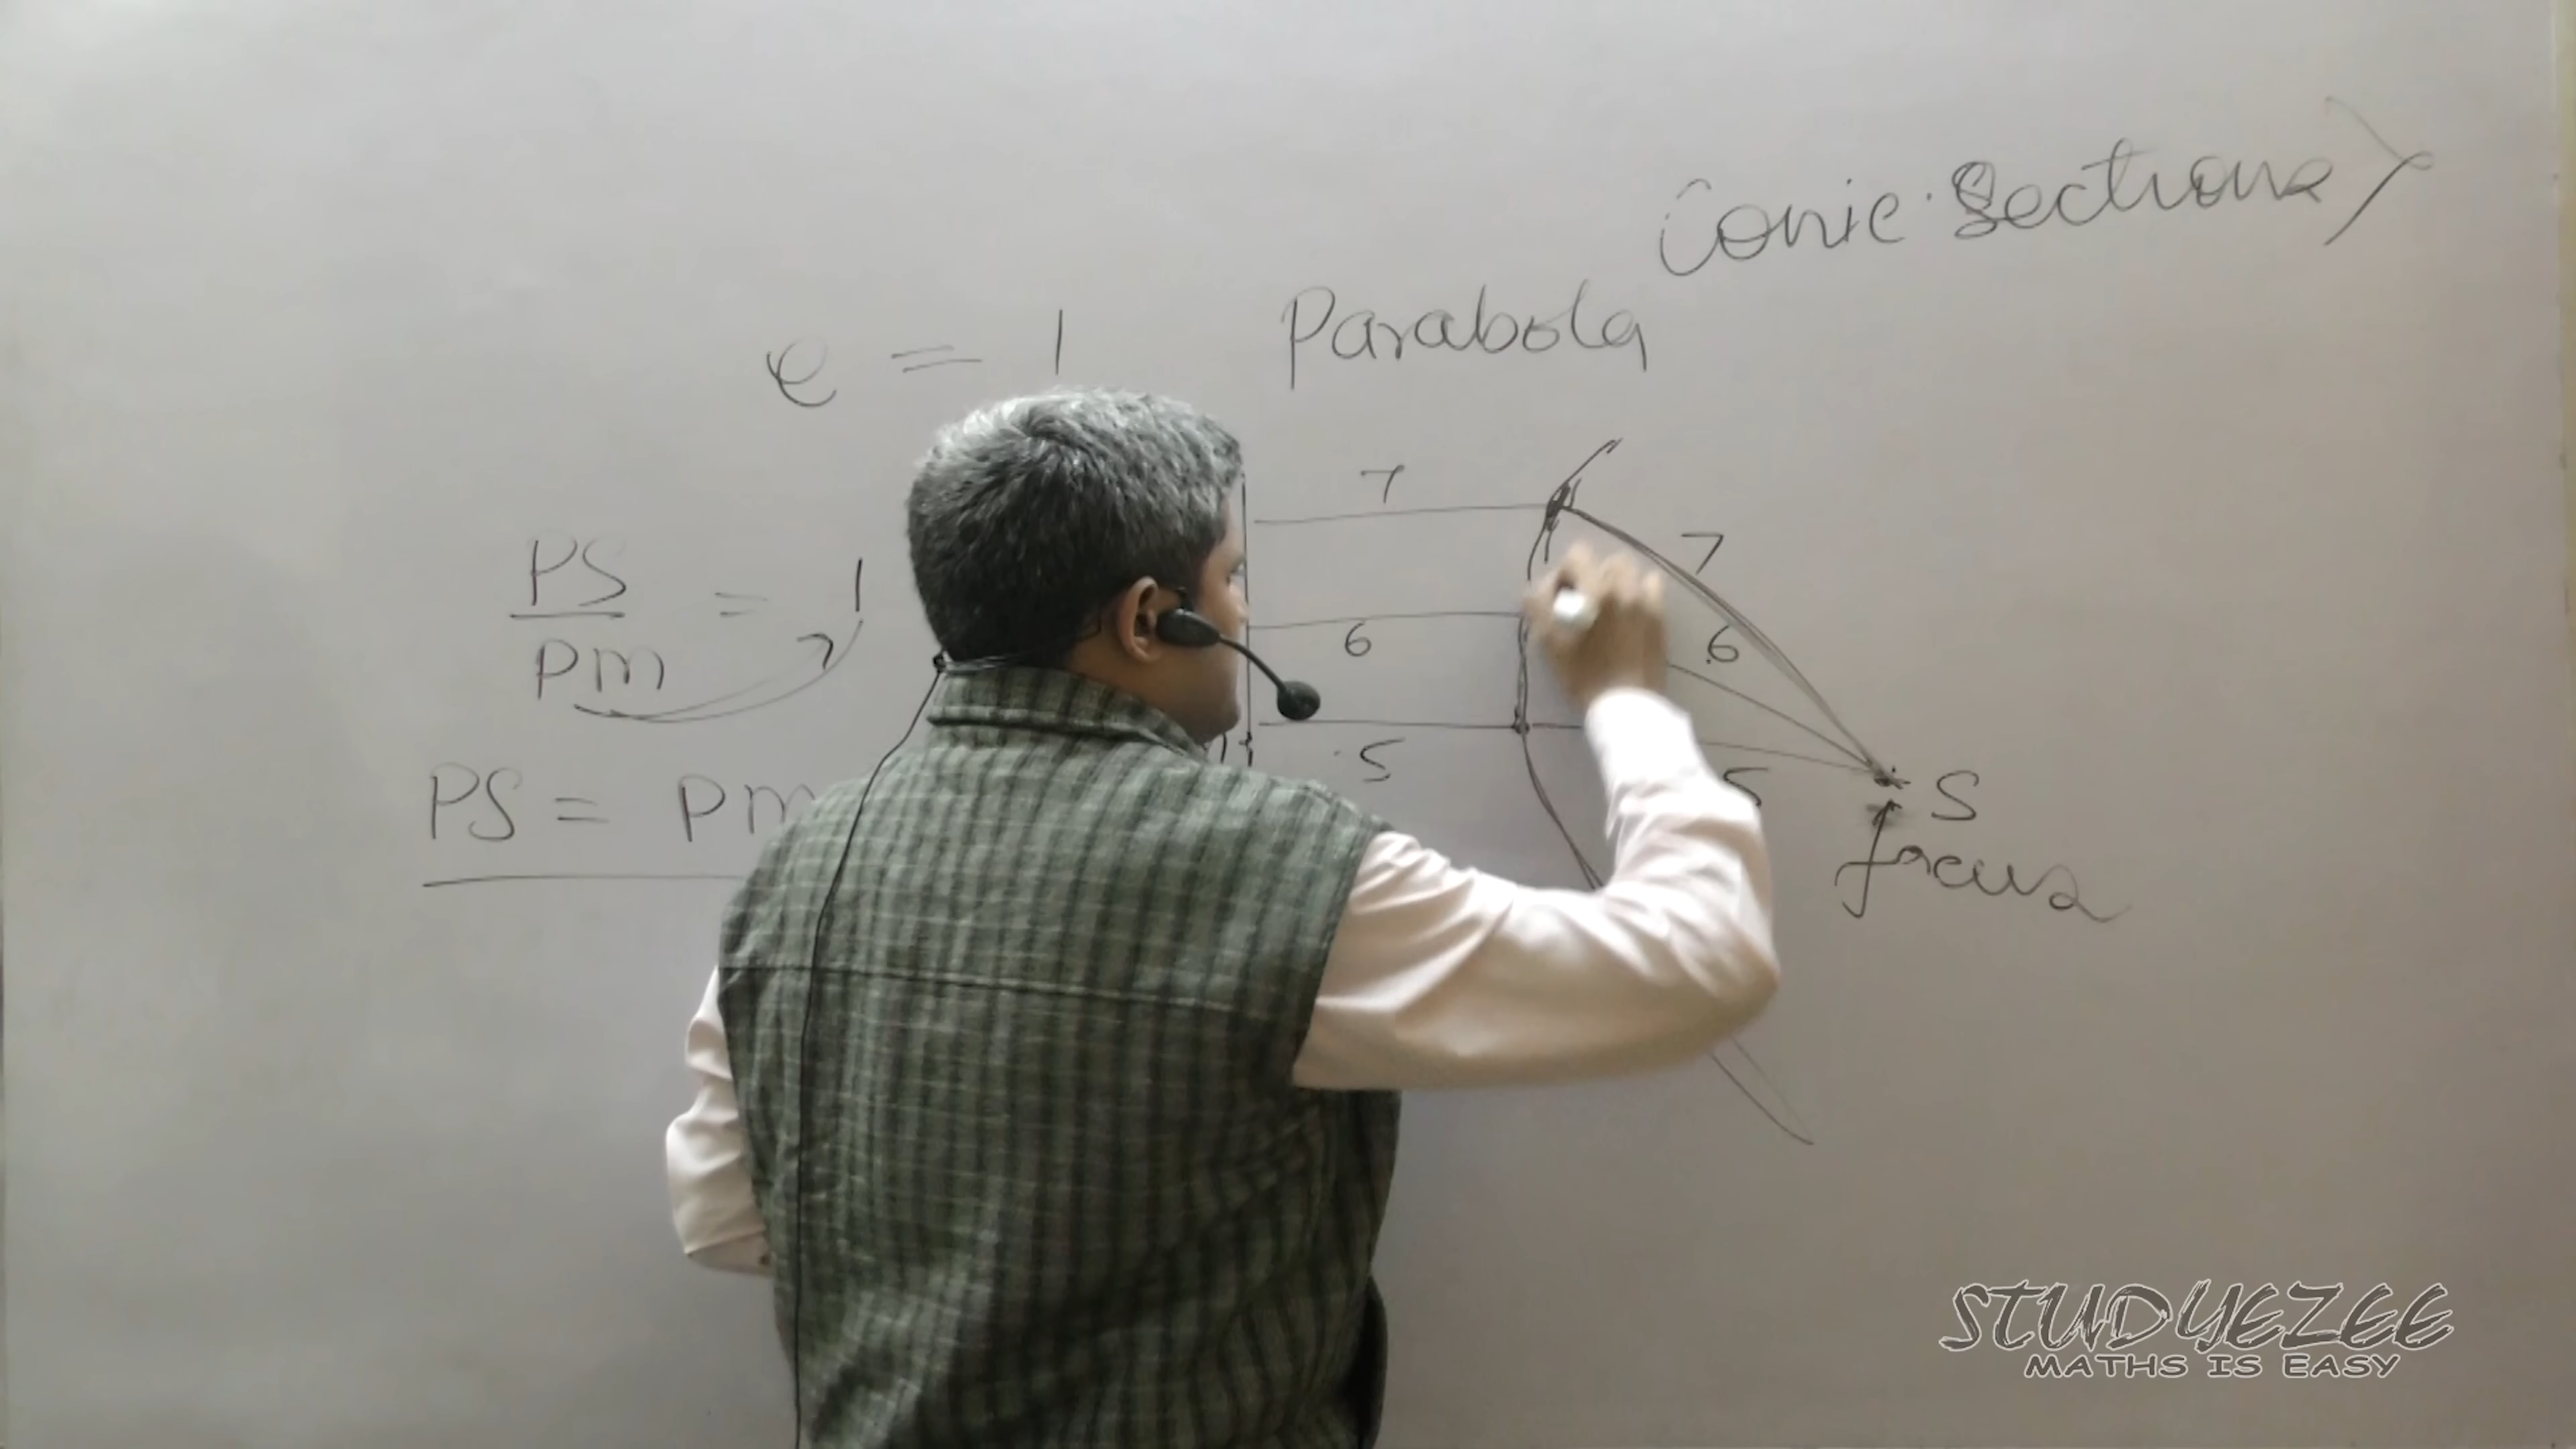 Conic Sections
e = 1 Parabola
PS
PM = 1
PS = PM
7
7
6
6
5
5
S
focus
STUDYEZEE
MATHS IS EASY